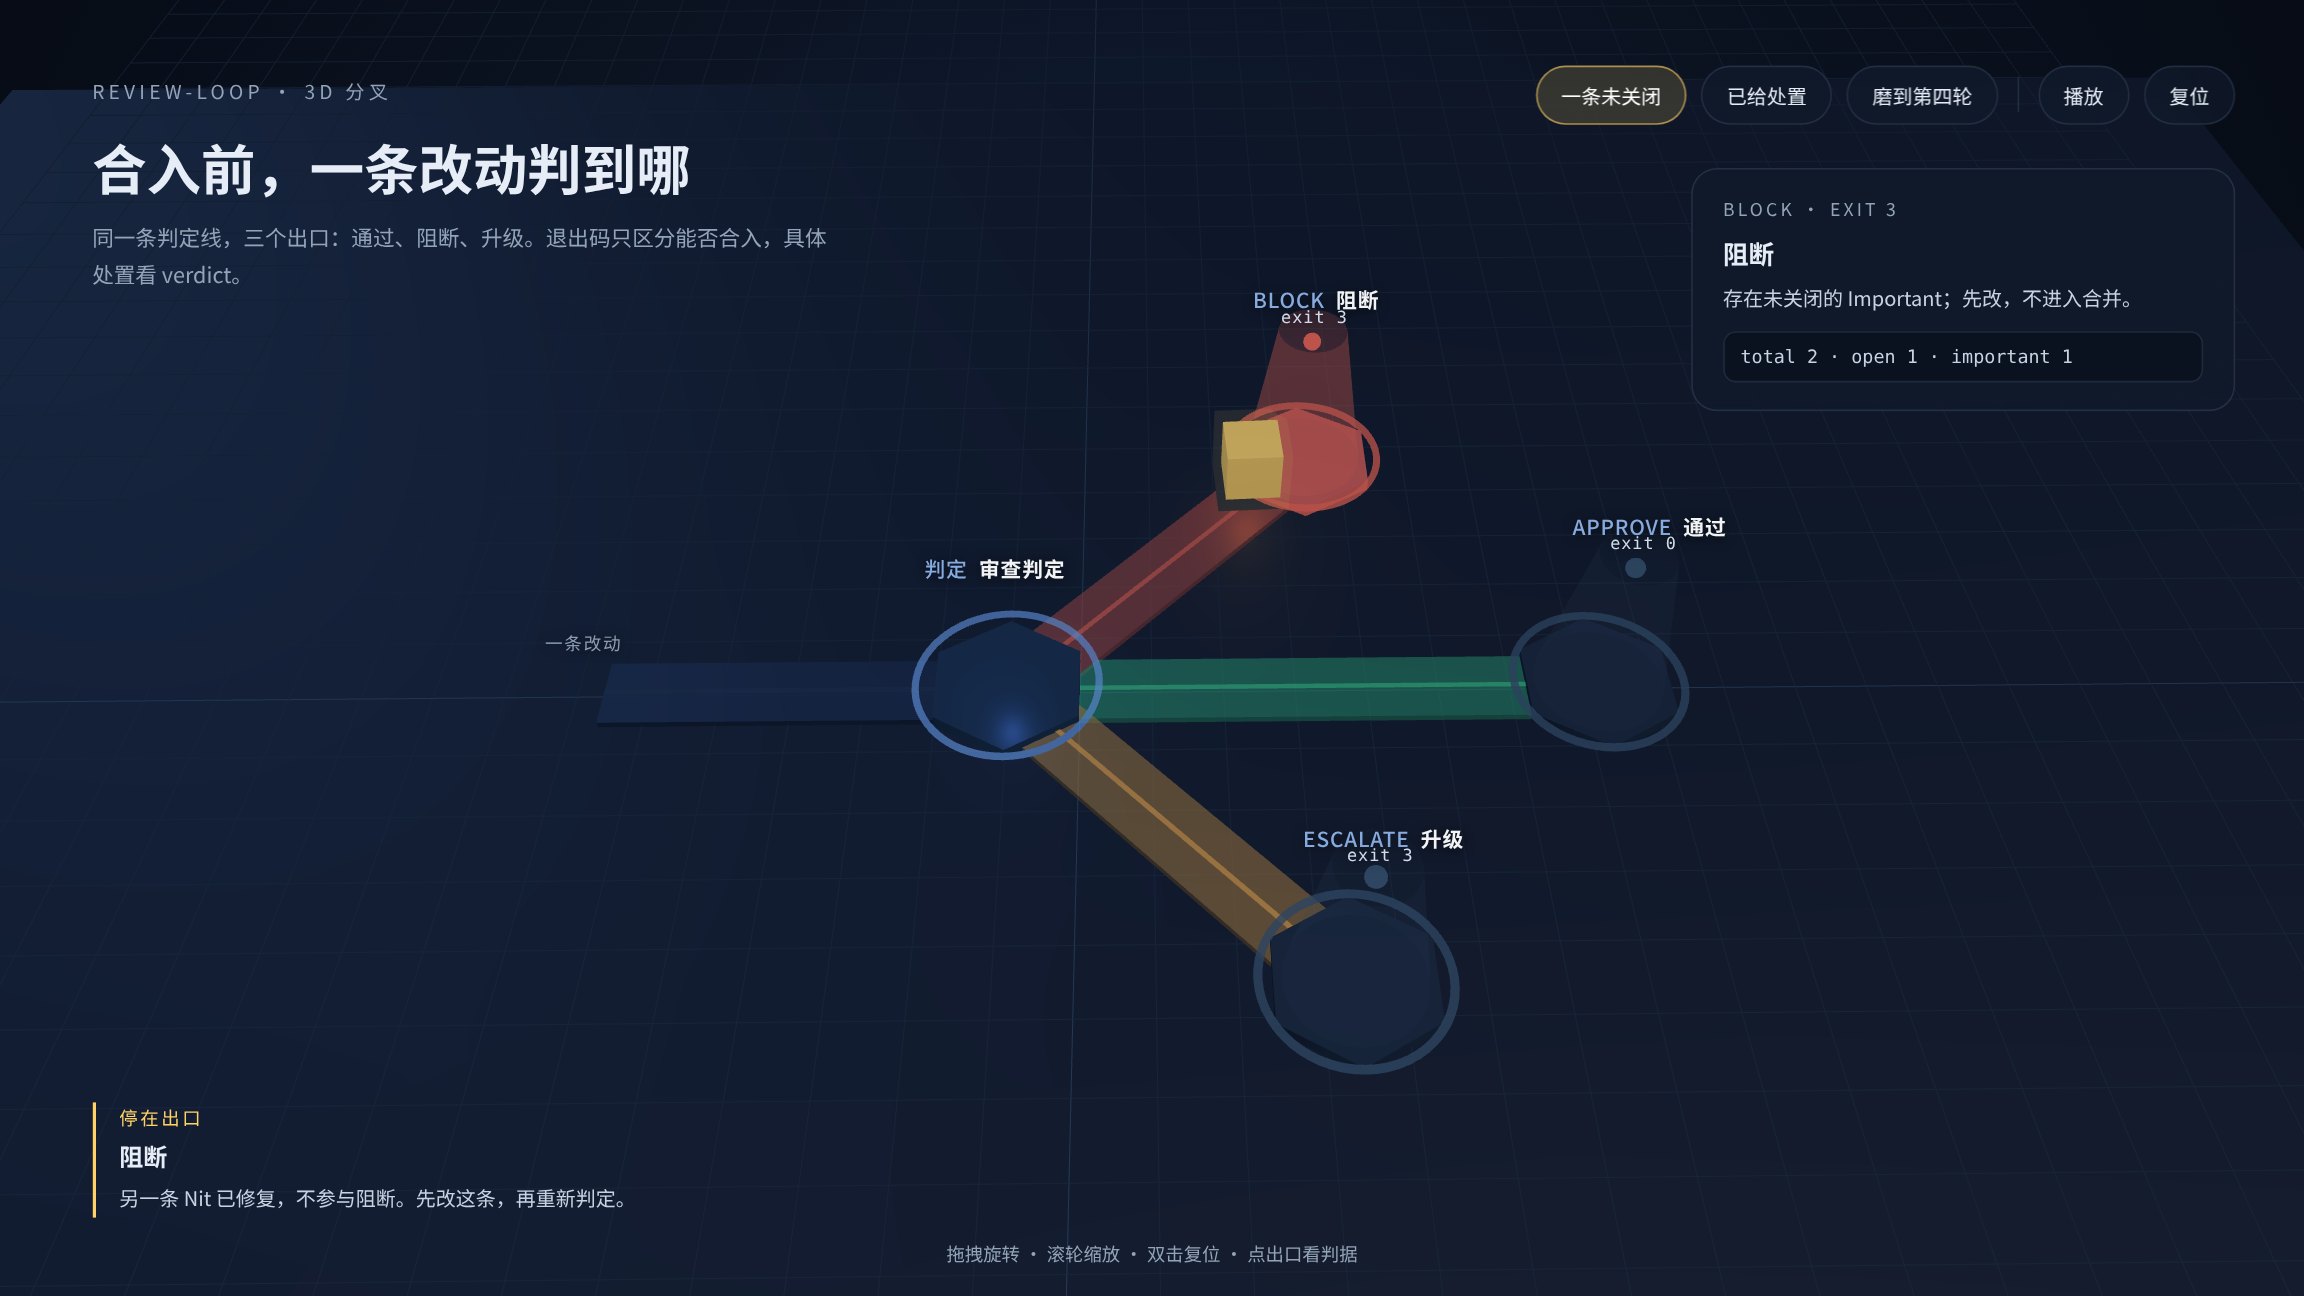 REVIEW-LOOP · 3D 分叉
合入前，一条改动判到哪
同一条判定线，三个出口：通过、阻断、升级。退出码只区分能否合入，具体
处置看 verdict。
一条未关闭
已给处置
磨到第四轮
播放
复位
BLOCK · EXIT 3
阻断
存在未关闭的 Important；先改，不进入合并。
total 2 · open 1 · important 1
BLOCK 阻断
exit 3
APPROVE 通过
exit 0
判定 审查判定
一条改动
ESCALATE 升级
exit 3
停在出口
阻断
另一条 Nit 已修复，不参与阻断。先改这条，再重新判定。
拖拽旋转 · 滚轮缩放 · 双击复位 · 点出口看判据